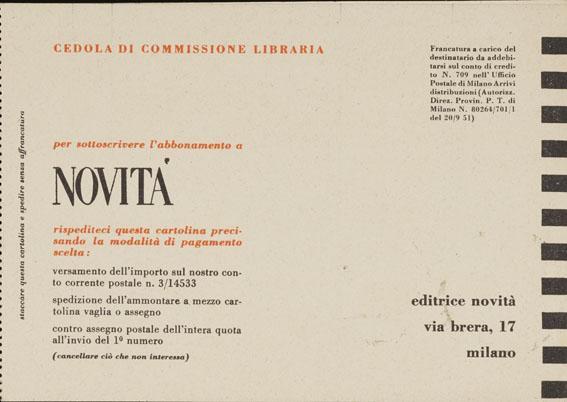 CEDOLA DI COMMISSIONE LIBRARIA
Francatura a carico del
destinatario da addebi-
tarsi sul conto di credi-
to N. 709 nell'Ufficio
Postale di Milano Arrivi
distribuzioni (Autorizz.
Direz. Provin. P. T. di
Milano N. 80264/701/1
del 20/9 51)
staccare questa cartolina e spedire senza affrancatura
per sottoscrivere l'abbonamento a
NOVITÀ
rispediteci questa cartolina preci-
sando la modalità di pagamento
scelta:
versamento dell'importo sul nostro con-
to corrente postale n. 3/14533
spedizione dell'ammontare a mezzo car-
tolina vaglia o assegno
contro assegno postale dell'intera quota
all'invio del 1º numero
(cancellare ciò che non interessa)
editrice novità
via brera, 17
milano